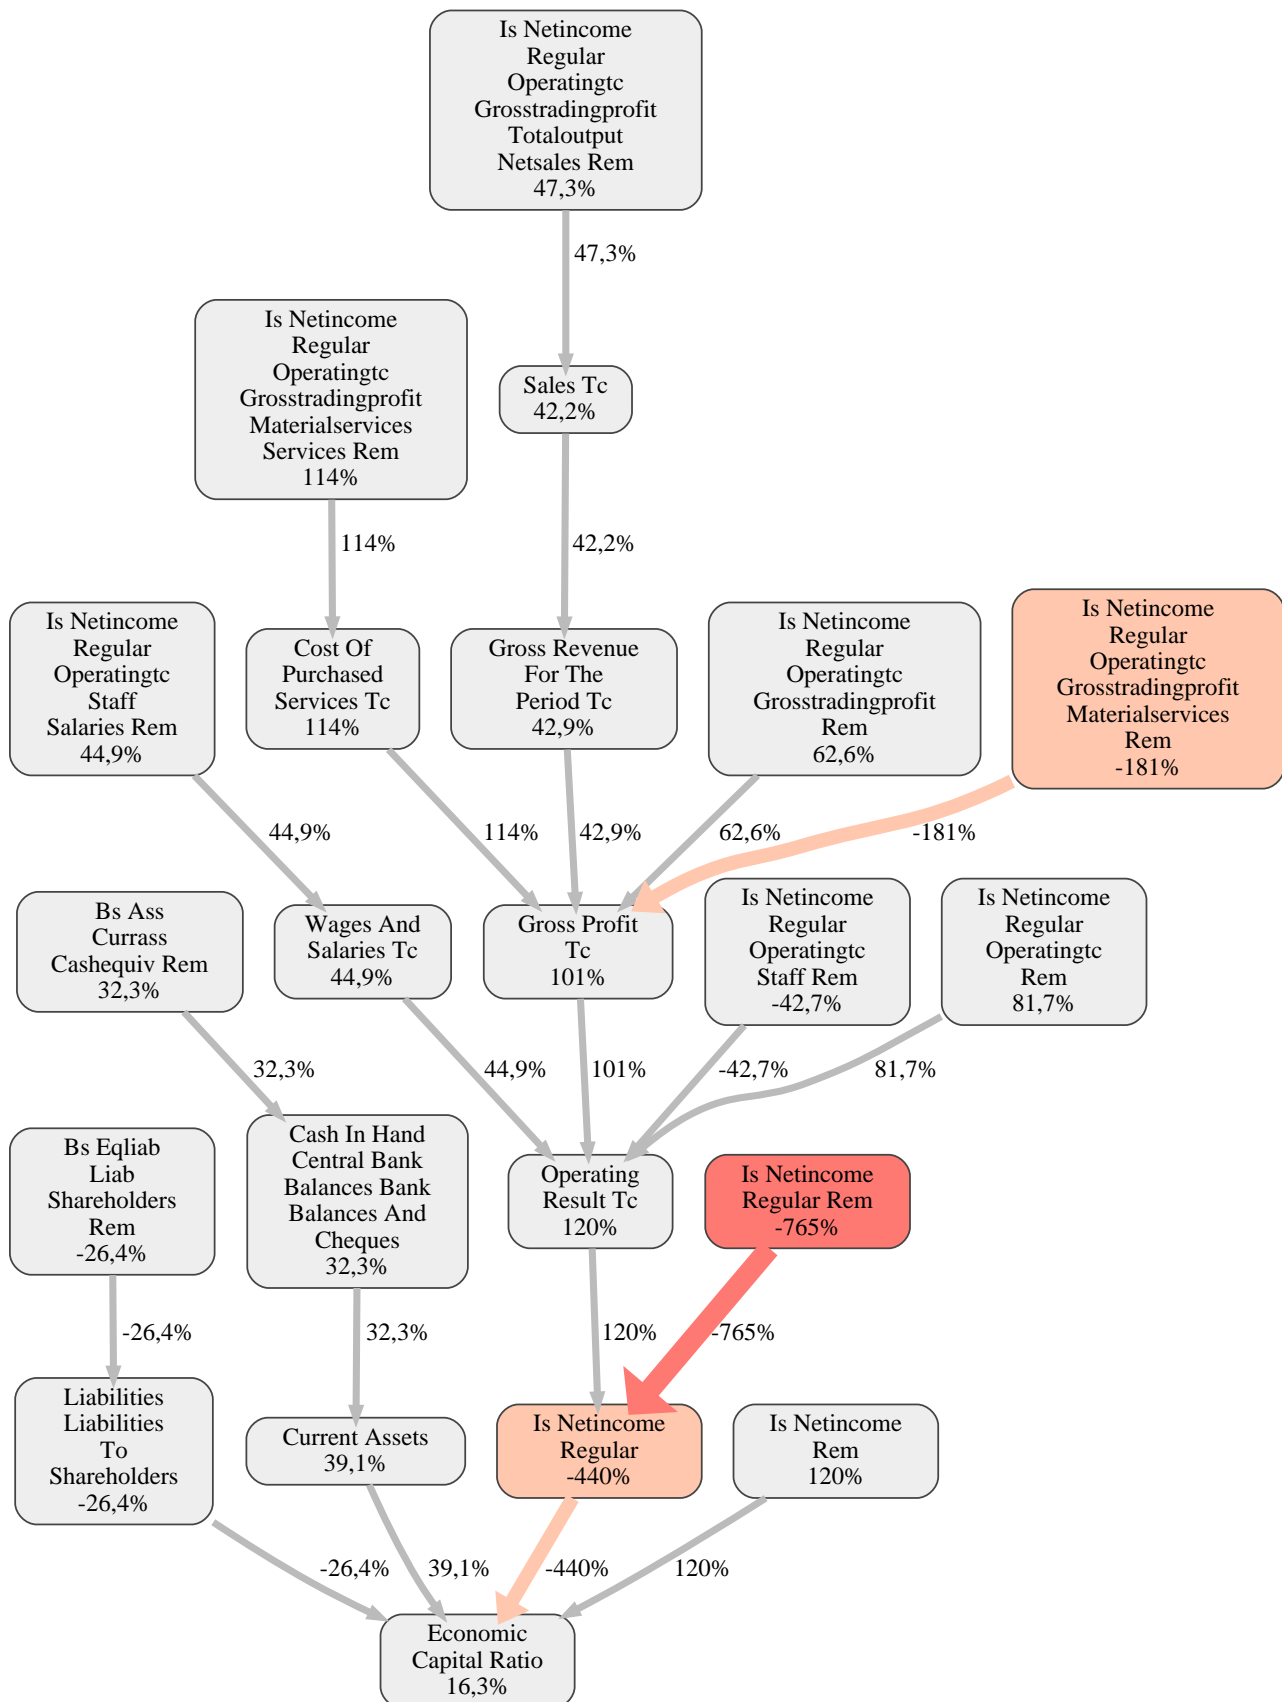 Is Netincome
Regular
Operatingtc
Grosstradingprofit
Totaloutput
Netsales Rem
47,3%
47,3%
Is Netincome
Regular
Operatingtc
Grosstradingprofit
Materialservices
Services Rem
114%
Sales Tc
42,2%
114%
42,2%
Is Netincome
Regular
Operatingtc
Staff
Salaries Rem
44,9%
Cost Of
Purchased
Services Tc
114%
Gross Revenue
For The
Period Tc
42,9%
Is Netincome
Regular
Operatingtc
Grosstradingprofit
Rem
62,6%
Is Netincome
Regular
Operatingtc
Grosstradingprofit
Materialservices
Rem
-181%
44,9%
114%
42,9%
62,6%
-181%
Bs Ass
Currass
Cashequiv Rem
32,3%
Wages And
Salaries Tc
44,9%
Gross Profit
Tc
101%
Is Netincome
Regular
Operatingtc
Staff Rem
-42,7%
Is Netincome
Regular
Operatingtc
Rem
81,7%
32,3%
44,9%
101%
-42,7%
81,7%
Bs Eqliab
Liab
Shareholders
Rem
-26,4%
Cash In Hand
Central Bank
Balances Bank
Balances And
Cheques
32,3%
Operating
Result Tc
120%
Is Netincome
Regular Rem
-765%
-26,4%
32,3%
120%
-765%
Liabilities
Liabilities
To
Shareholders
-26,4%
Current Assets
39,1%
Is Netincome
Regular
-440%
Is Netincome
Rem
120%
-26,4%
39,1%
-440%
120%
Economic
Capital Ratio
16,3%